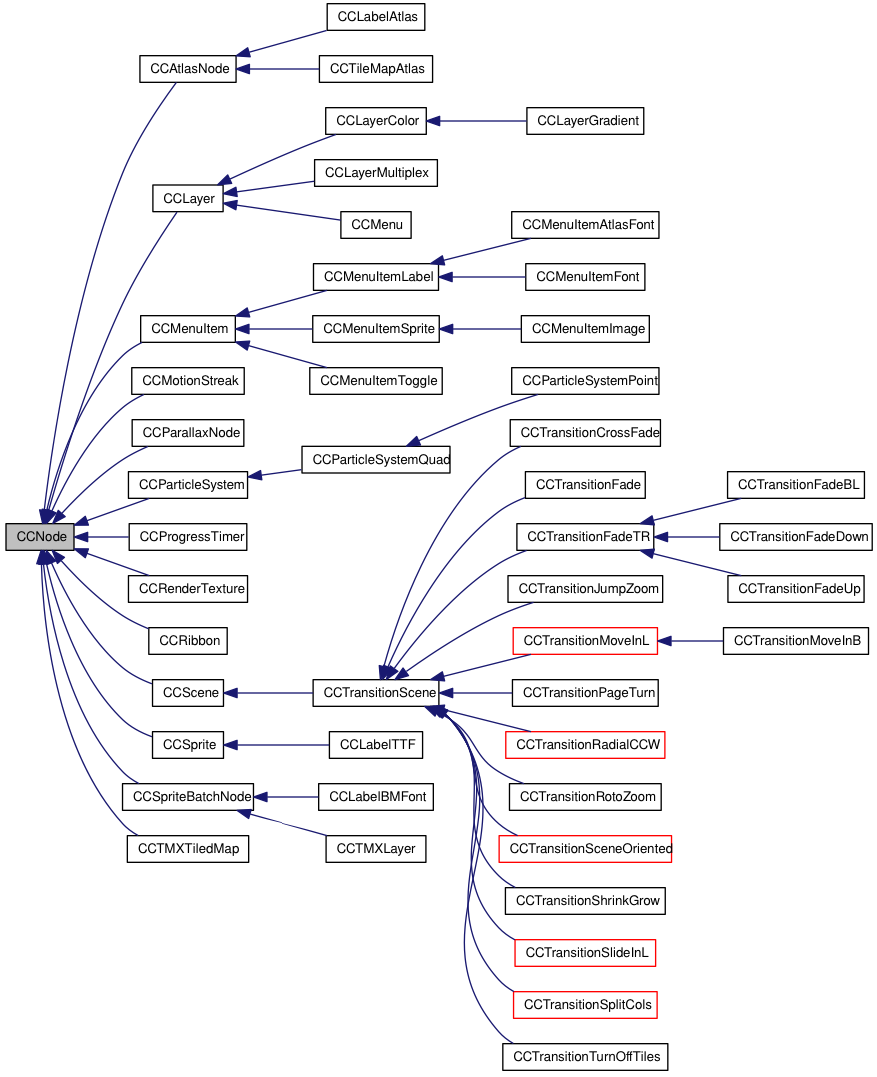 CCLabelAtlas
CCAtlasNode
CCTileMapAtlas
CCLayerColor
CCLayerGradient
CCLayerMultiplex
CCLayer
CCMenu
CCMenuItemAtlasFont
CCMenuItemLabel
CCMenuItemFont
CCMenuItem
CCMenuItemSprite
CCMenuItemImage
CCMotionStreak
CCMenuItemToggle
CCParticleSystemPoint
CCParallaxNode
CCTransitionCrossFade
CCParticleSystemQuad
CCParticleSystem
CCTransitionFade
CCTransitionFadeBL
CCNode
CCProgressTimer
CCTransitionFadeTR
CCTransitionFadeDown
CCRenderTexture
CCTransitionJumpZoom
CCTransitionFadeUp
CCRibbon
CCTransitionMoveInL
CCTransitionMoveInB
CCScene
CCTransitionScene
CCTransitionPageTurn
CCSprite
CCLabelTTF
CCTransitionRadialCCW
CCSpriteBatchNode
CCLabelBMFont
CCTransitionRotoZoom
CCTMXTiledMap
CCTMXLayer
CCTransitionSceneOriented
CCTransitionShrinkGrow
CCTransitionSlideInL
CCTransitionSplitCols
CCTransitionTurnOffTiles